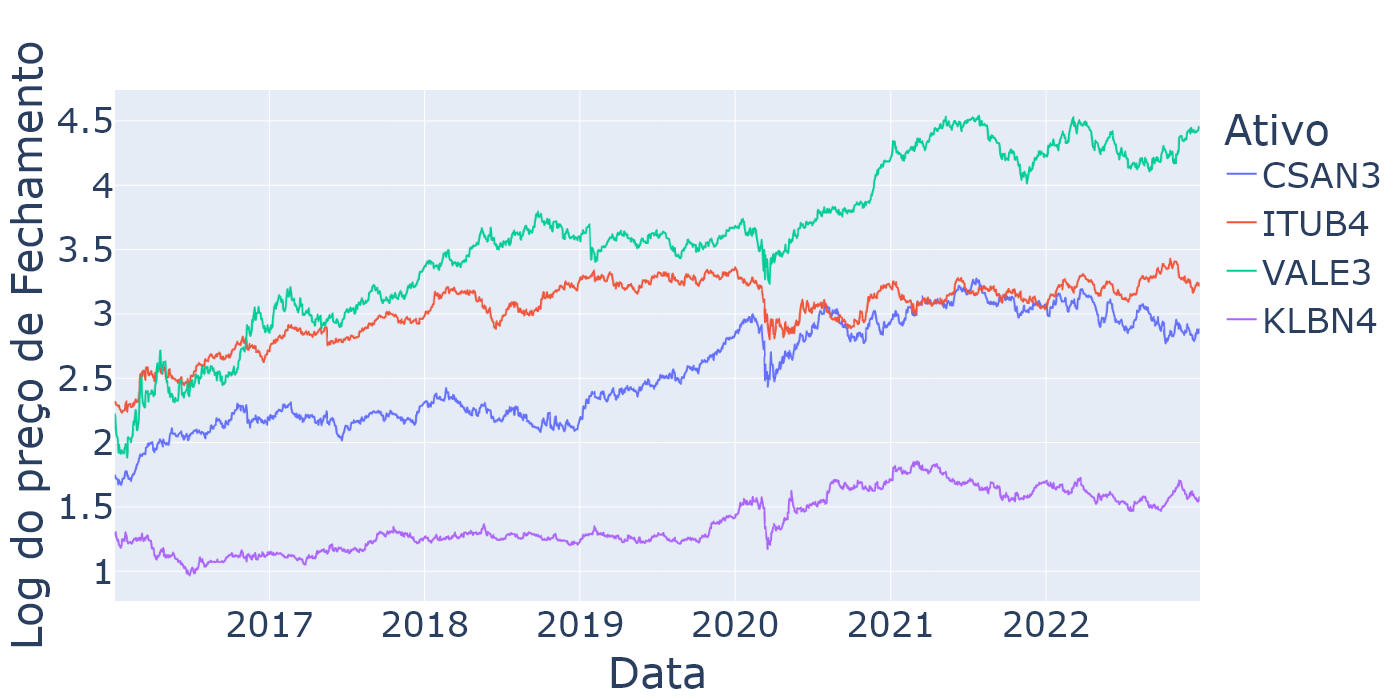 Log do preço de Fechamento
4.5
4
3.5
3
2.5
2
1.5
1
2017 2018 2019 2020 2021 2022
Data
Ativo
CSAN3
ITUB4
VALE3
KLBN4